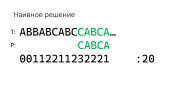 Наивное решение
T: ABBABCABCCABCA…
P: CABCA
00112211232221 :20